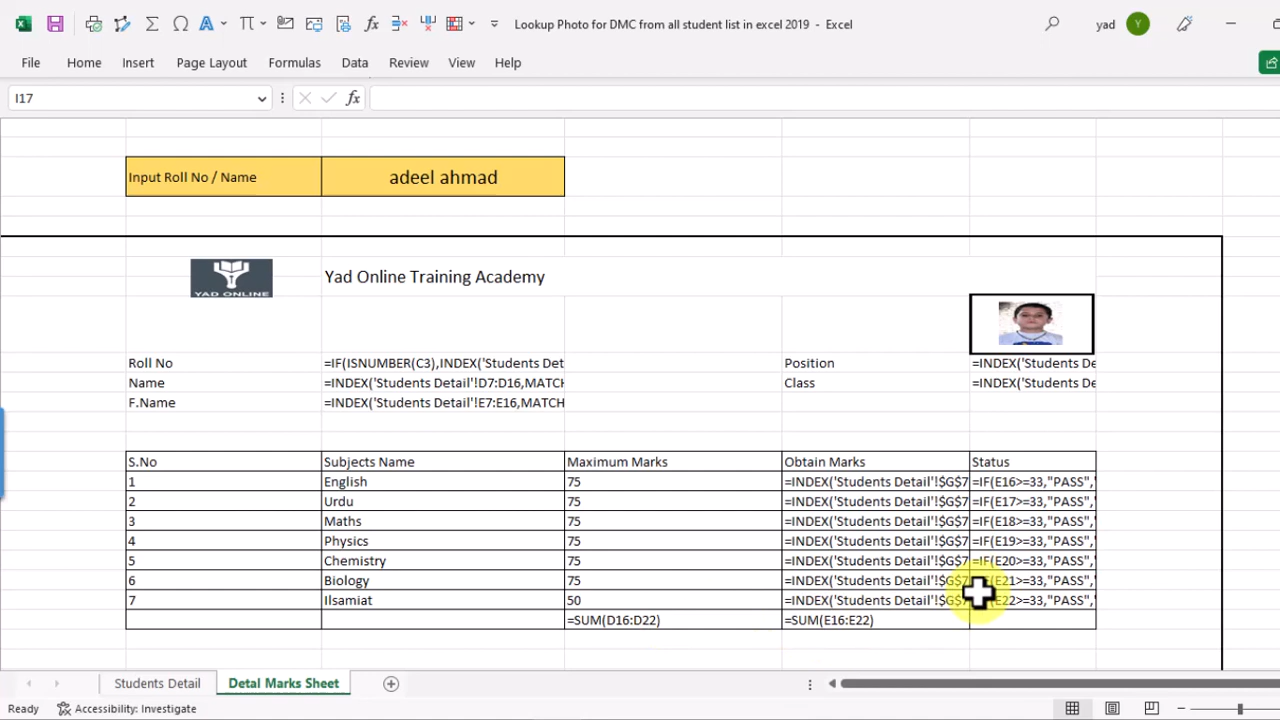 Lookup Photo for DMC from all student list in excel 2019 - Excel
yad
Y
File Home Insert Page Layout Formulas Data Review View Help
I17
fx
Input Roll No / Name adeel ahmad
YAD ONLINE
Yad Online Training Academy
Roll No =IF(ISNUMBER(C3),INDEX('Students Det Position =INDEX('Students De
Name =INDEX('Students Detail'!D7:D16,MATCH Class =INDEX('Students De
F.Name =INDEX('Students Detail'!E7:E16,MATCH
S.No Subjects Name Maximum Marks Obtain Marks Status
1 English 75 =INDEX('Students Detail'!$G$7 =IF(E16>=33,"PASS",
2 Urdu 75 =INDEX('Students Detail'!$G$7 =IF(E17>=33,"PASS",
3 Maths 75 =INDEX('Students Detail'!$G$7 =IF(E18>=33,"PASS",
4 Physics 75 =INDEX('Students Detail'!$G$7 =IF(E19>=33,"PASS",
5 Chemistry 75 =INDEX('Students Detail'!$G$7 =IF(E20>=33,"PASS",
6 Biology 75 =INDEX('Students Detail'!$G$7 (E21>=33,"PASS",
7 Ilsamiat 50 =INDEX('Students Detail'! (E22>=33,"PASS",
=SUM(D16:D22) =SUM(E16:E22)
Students Detail Detal Marks Sheet
Ready Accessibility: Investigate